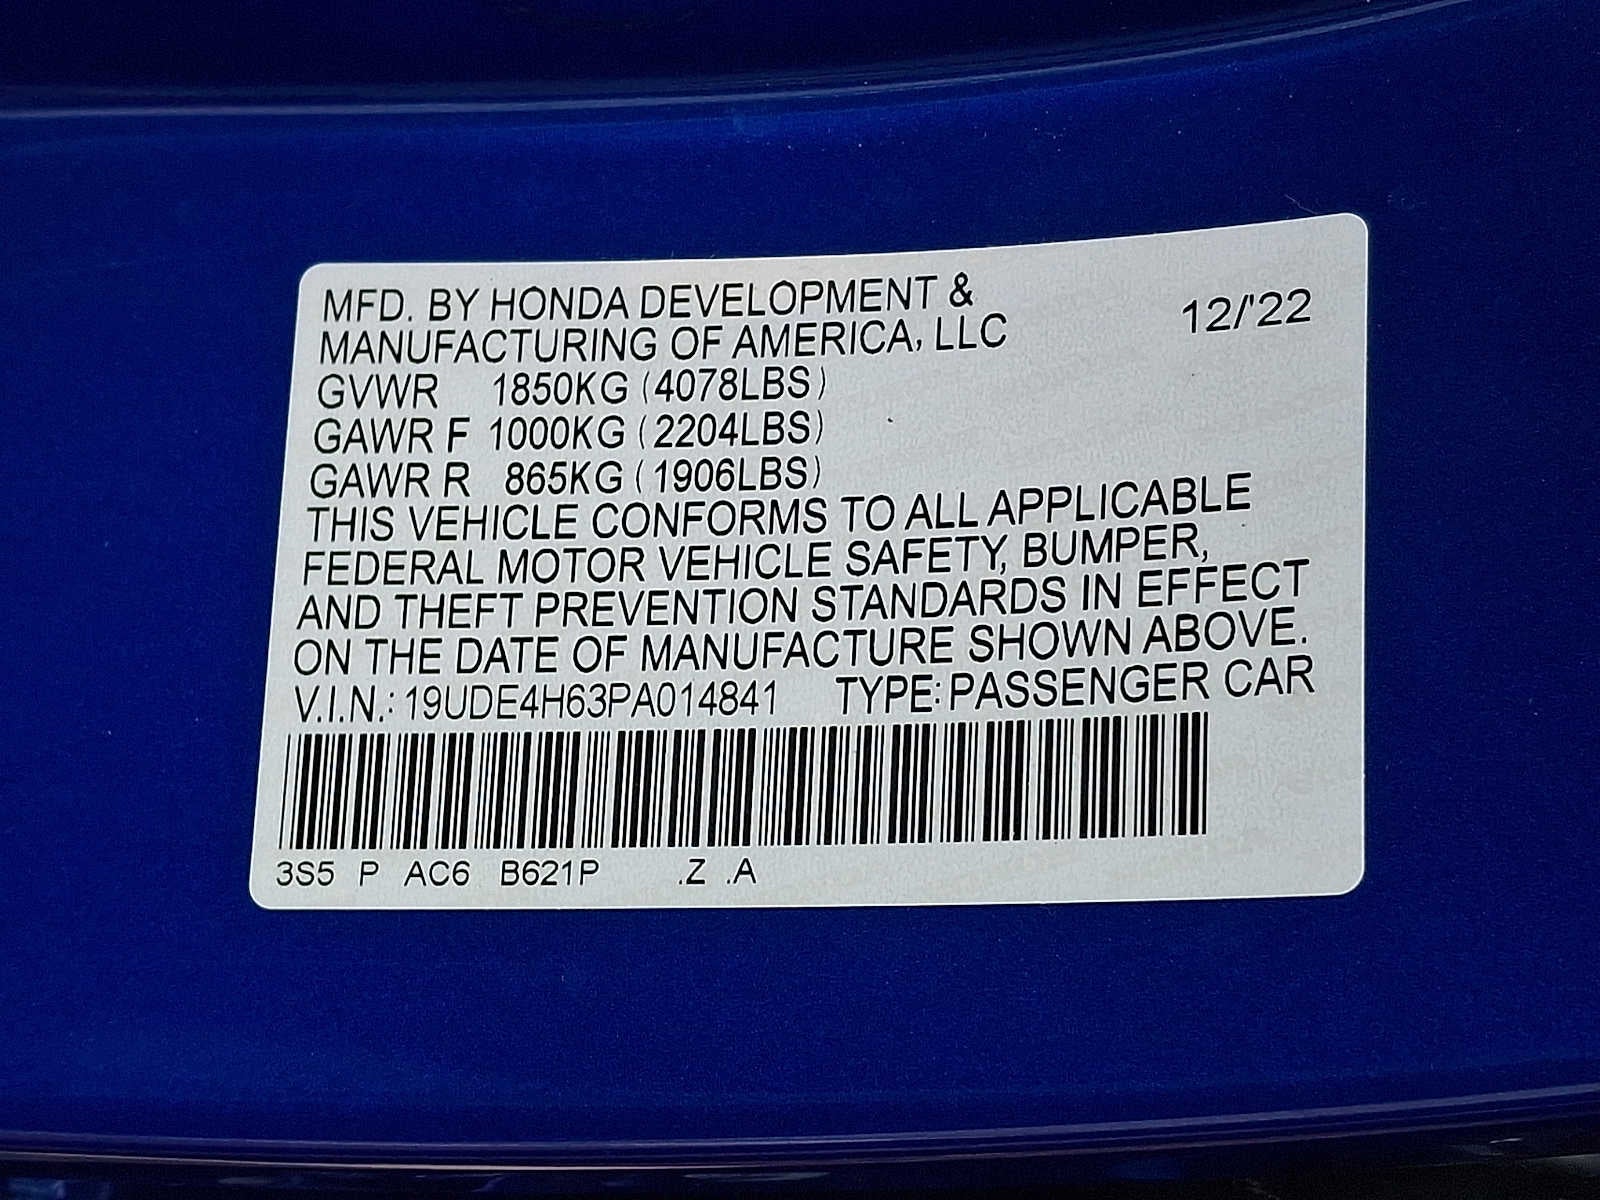 MFD. BY HONDA DEVELOPMENT &
MANUFACTURING OF AMERICA, LLC
12/'22
GVWR 1850KG (4078LBS)
GAWR F 1000KG (2204LBS)
GAWR R 865KG (1906LBS)
THIS VEHICLE CONFORMS TO ALL APPLICABLE
FEDERAL MOTOR VEHICLE SAFETY, BUMPER,
AND THEFT PREVENTION STANDARDS IN EFFECT
ON THE DATE OF MANUFACTURE SHOWN ABOVE.
V.I.N.: 19UDE4H63PA014841 TYPE: PASSENGER CAR
3S5 P AC6 B621P .Z .A